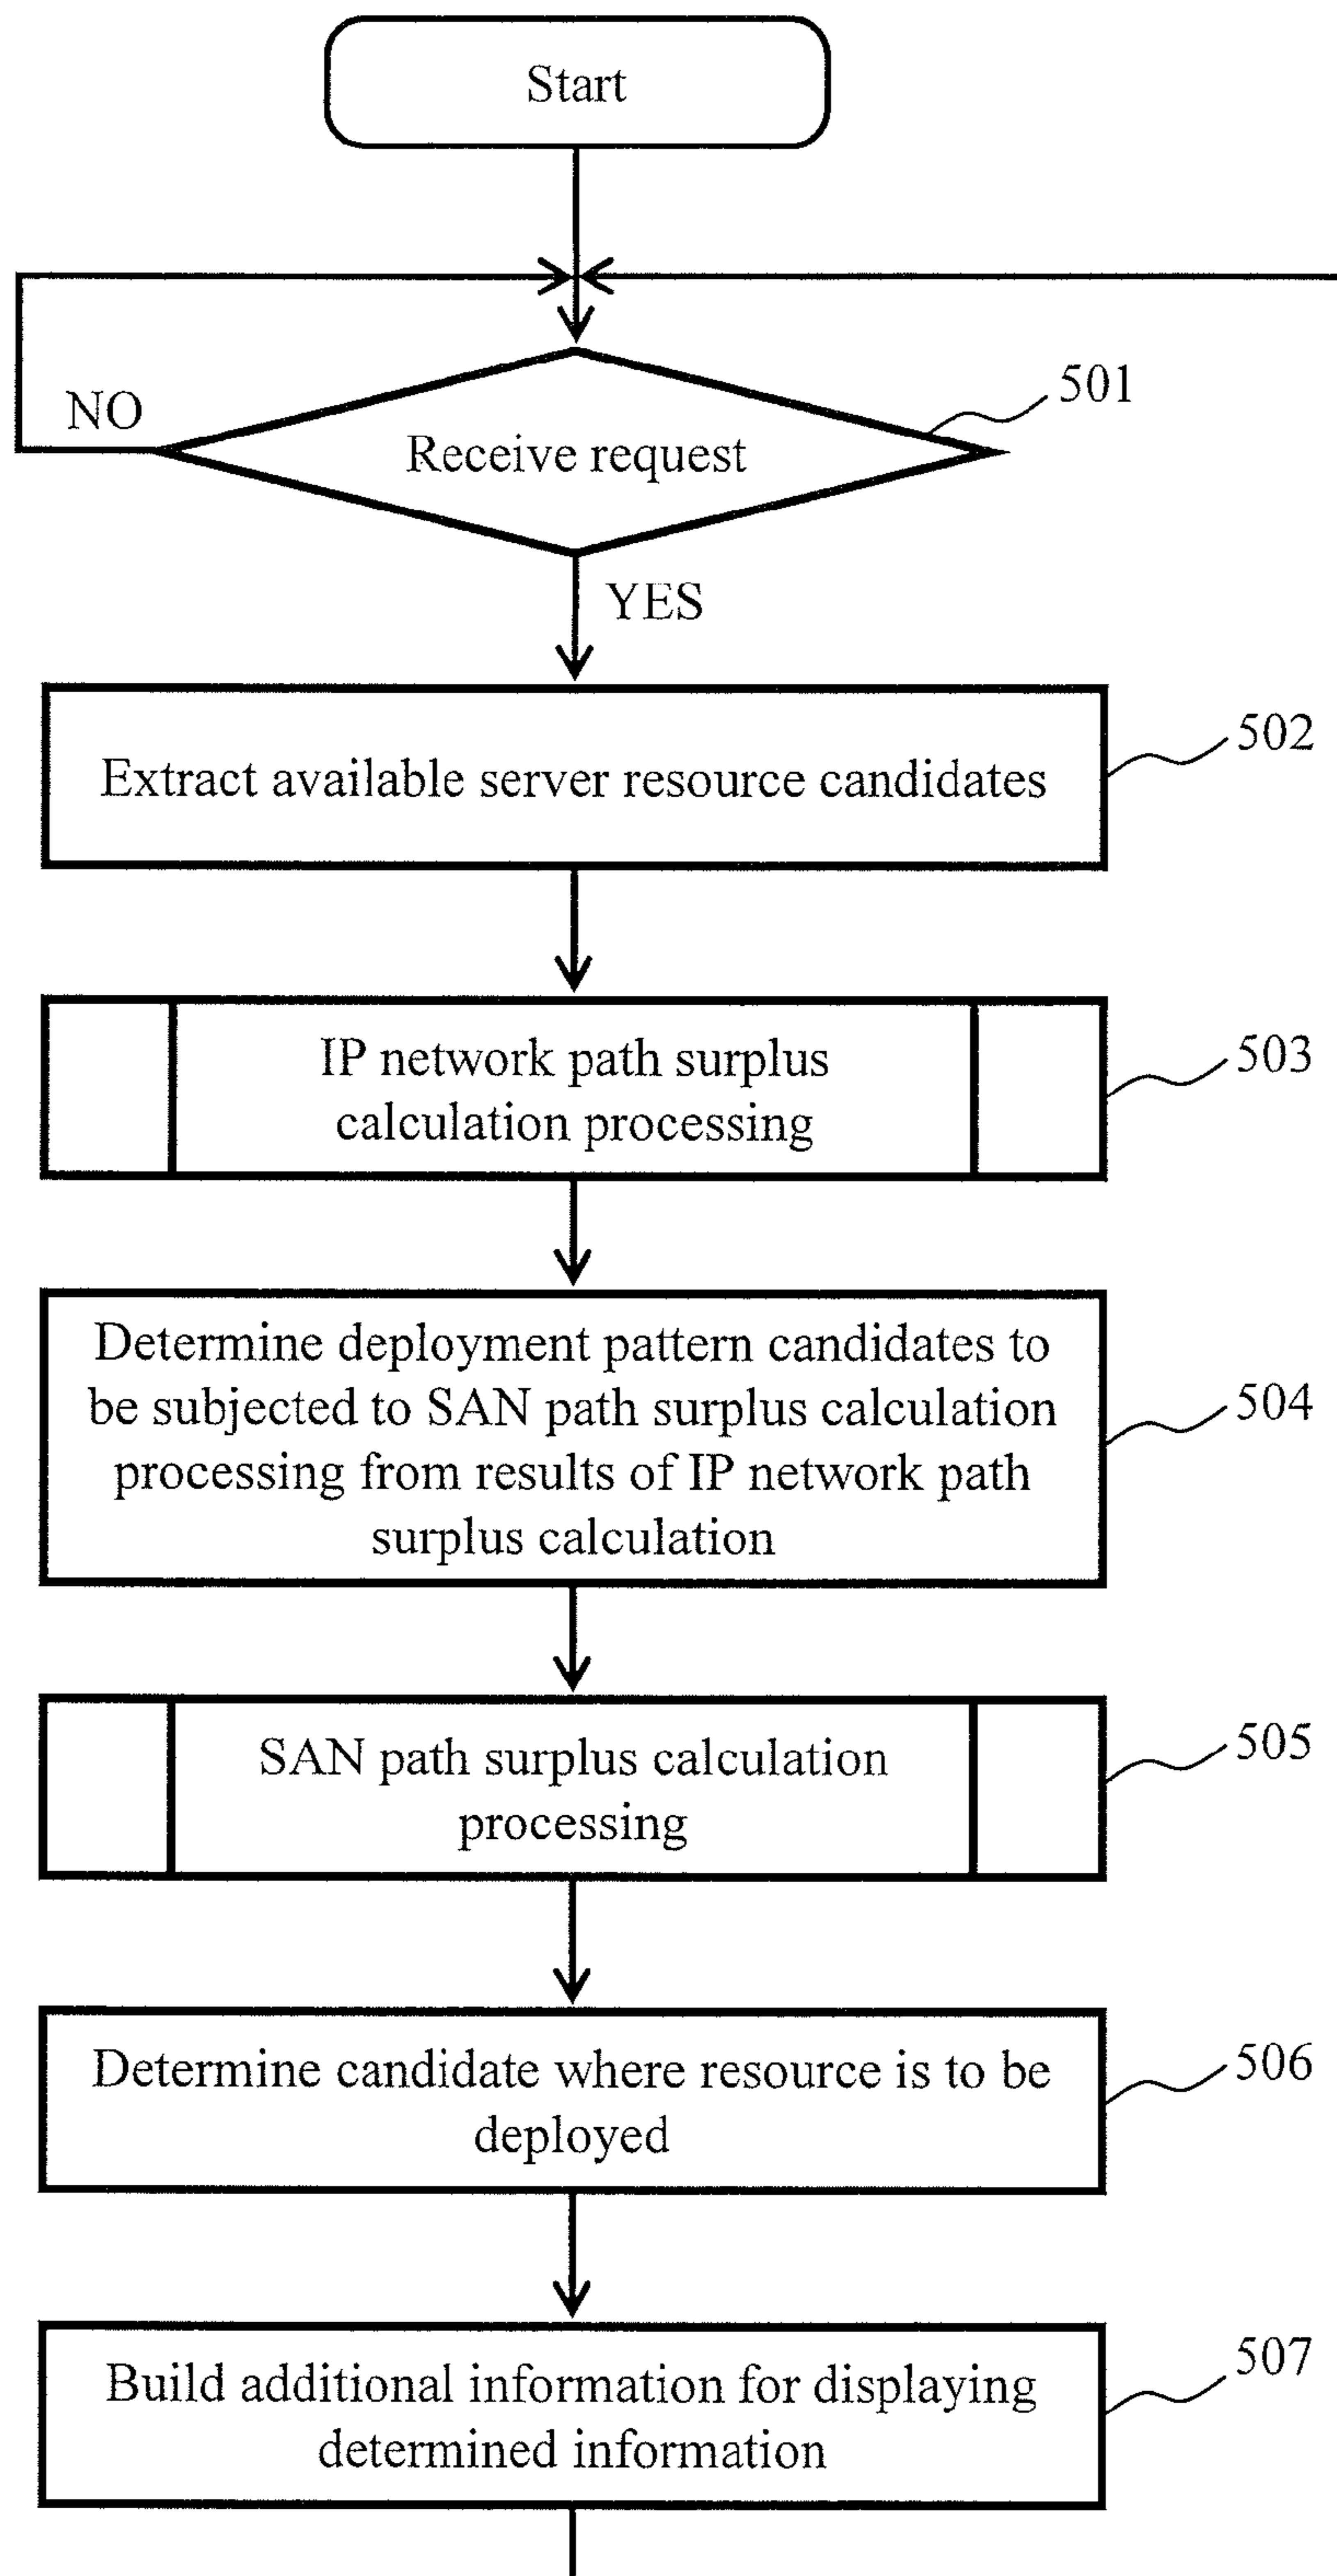 Start
501
NO
Receive request
YES
502
Extract available server resource candidates
503
IP network path surplus
calculation processing
Determine deployment pattern candidates to
be subjected to SAN path surplus calculation
processing from results of IP network path
surplus calculation
504
SAN path surplus calculation
processing
505
Determine candidate where resource is to be
deployed
506
Build additional information for displaying
determined information
507